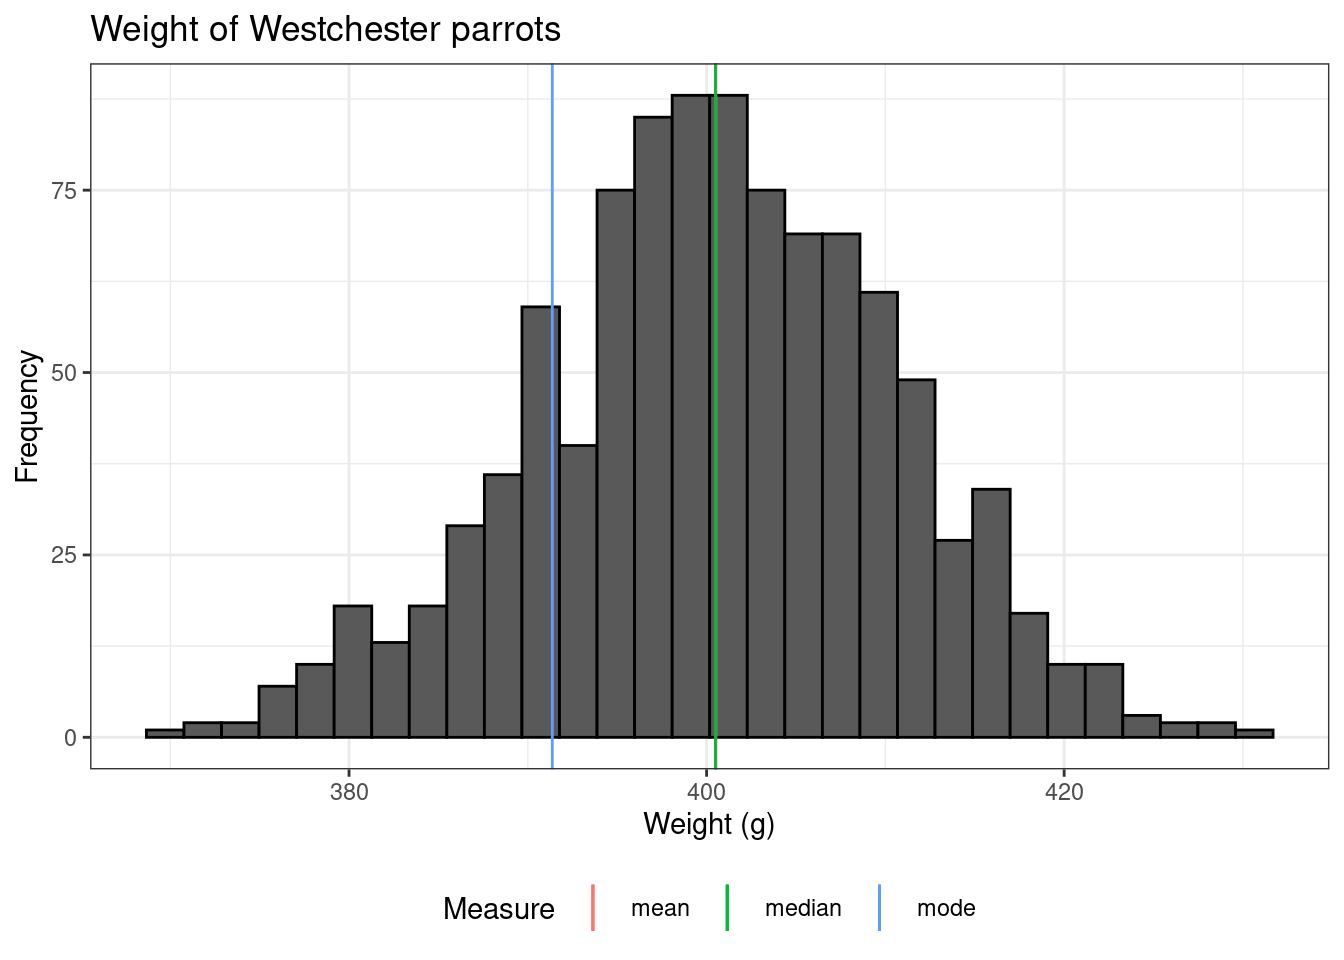 Weight of Westchester parrots
Frequency
75
50
25
0
380 400 420
Weight (g)
Measure mean median mode